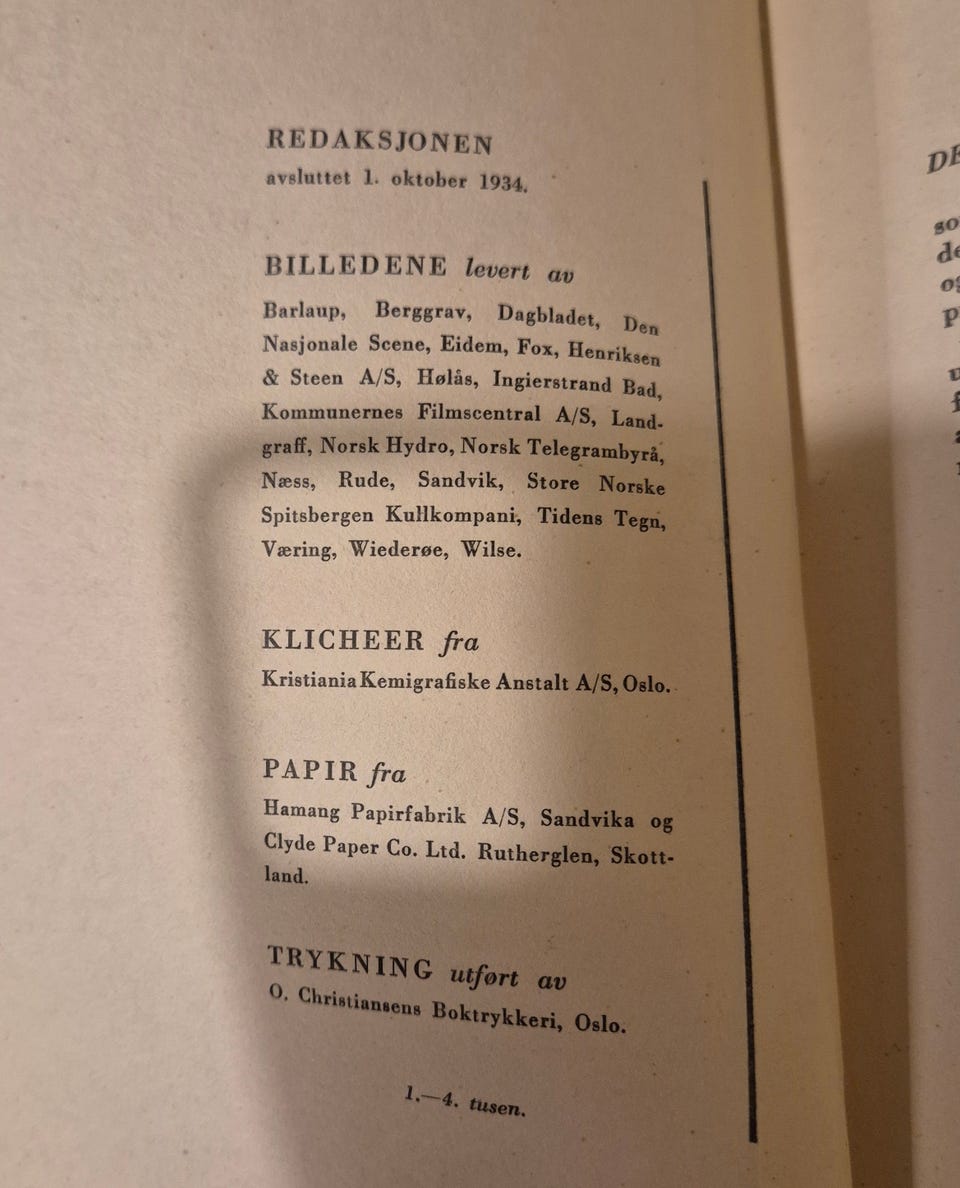 REDAKSJONEN
avsluttet 1. oktober 1934.
BILLEDENE levert av
Barlaup, Berggrav, Dagbladet, Den
Nasjonale Scene, Eidem, Fox, Henriksen
& Steen A/S, Hølås, Ingierstrand Bad,
Kommunernes Filmscentral A/S, Land-
graff, Norsk Hydro, Norsk Telegrambyrå,
Næss, Rude, Sandvik, Store Norske
Spitsbergen Kullkompani, Tidens Tegn,
Væring, Wiederøe, Wilse.
KLICHEER fra
Kristiania Kemigrafiske Anstalt A/S, Oslo.
PAPIR fra
Hamang Papirfabrik A/S, Sandvika og
Clyde Paper Co. Ltd. Rutherglen, Skott-
land.
TRYKNING utført av
O. Christiansens Boktrykkeri, Oslo.
1.—4. tusen.